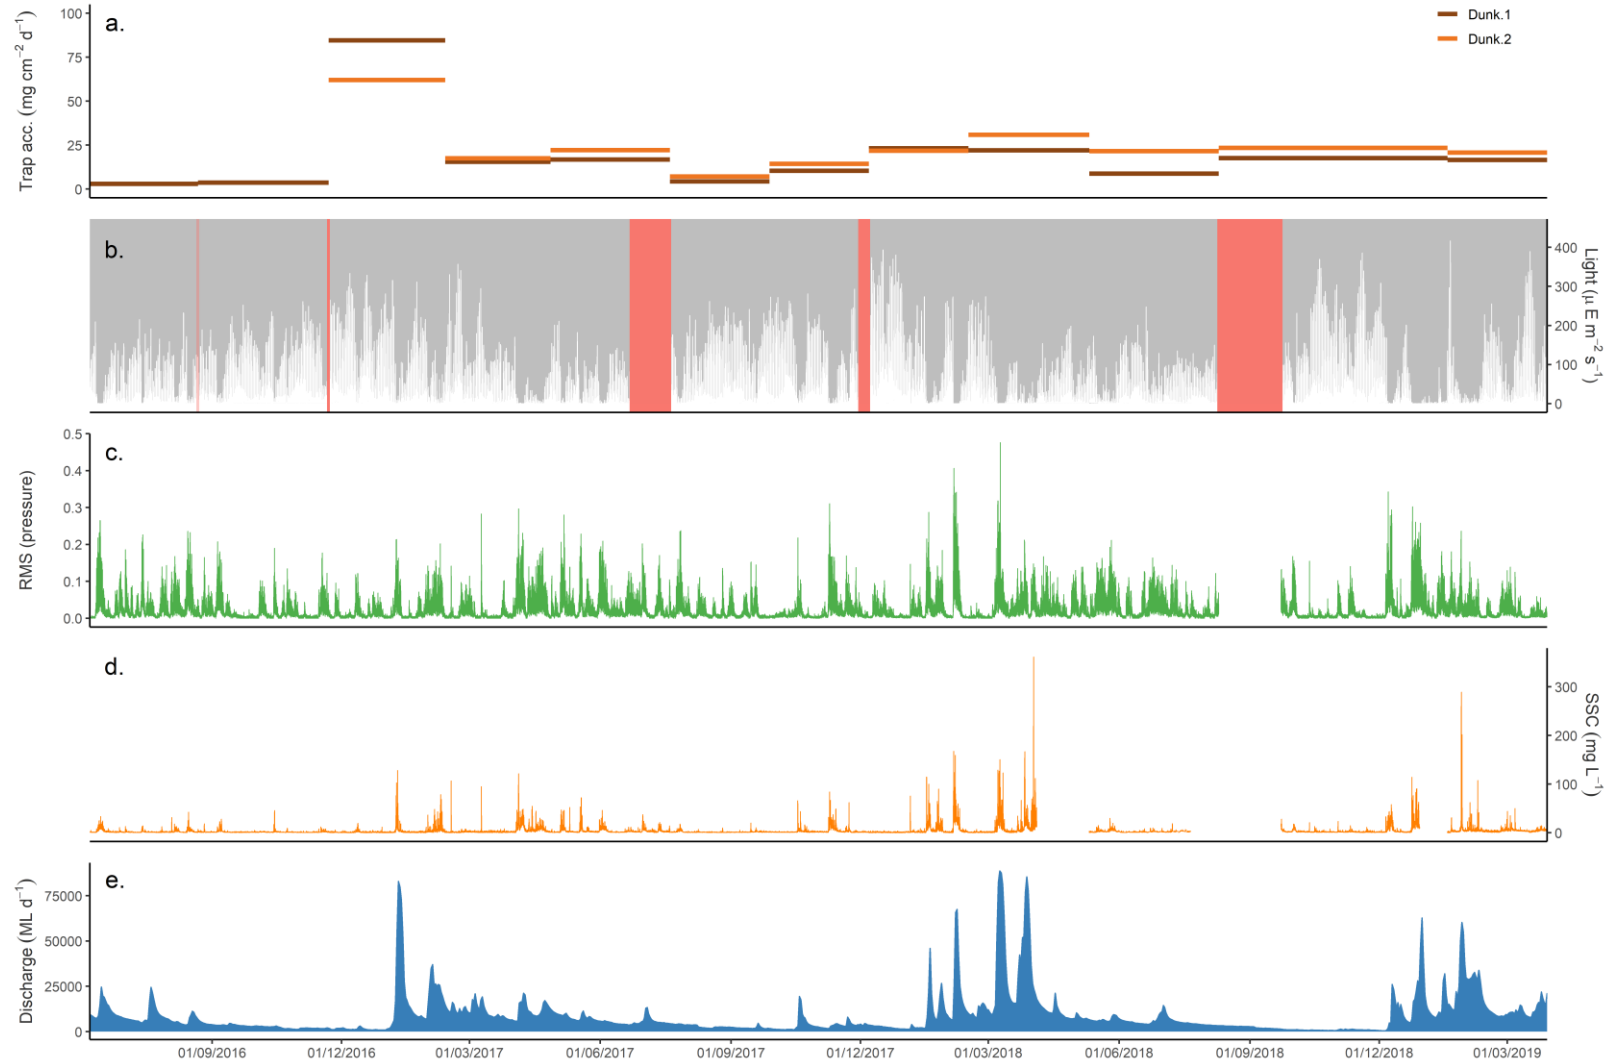 a.
Trap acc. (mg cm⁻² d⁻¹)
100
75
50
25
0
Dunk.1
Dunk.2
b.
Light (μ E m⁻² s⁻¹)
400
300
200
100
0
c.
RMS (pressure)
0.5
0.4
0.3
0.2
0.1
0.0
d.
SSC (mg L⁻¹)
300
200
100
0
e.
Discharge (ML d⁻¹)
75000
50000
25000
0
01/09/2016 01/12/2016 01/03/2017 01/06/2017 01/09/2017 01/12/2017 01/03/2018 01/06/2018 01/09/2018 01/12/2018 01/03/2019